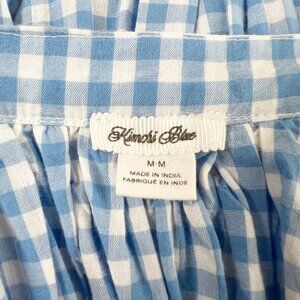 Kimchi Blue
M-M
MADE IN INDIA
FABRIQUÉ EN INDE